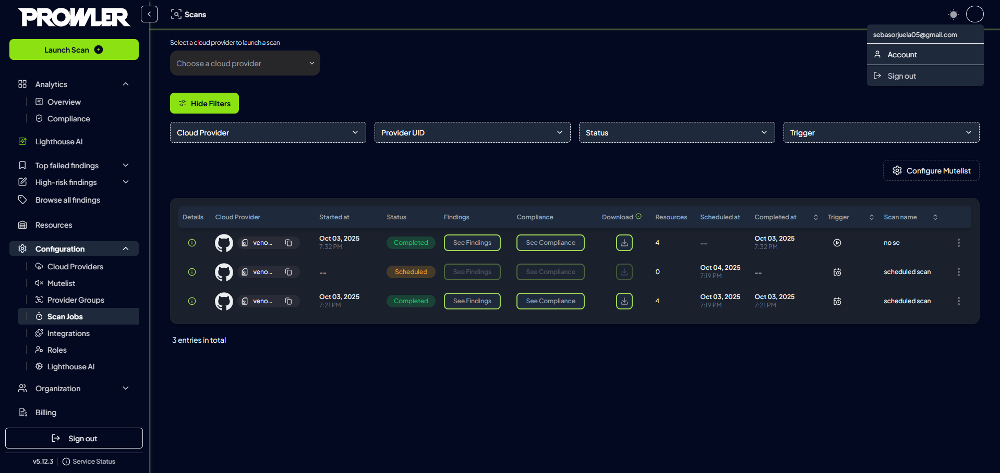 PROWLER
Scans
sebasorjuela05@gmail.com
Account
Sign out
Launch Scan
Analytics
Overview
Compliance
Lighthouse AI
Top failed findings
High-risk findings
Browse all findings
Resources
Configuration
Cloud Providers
Mutelist
Provider Groups
Scan Jobs
Integrations
Roles
Lighthouse AI
Organization
Billing
Sign out
v5.12.3 Service Status
Select a cloud provider to launch a scan
Choose a cloud provider
Hide Filters
Cloud Provider Provider UID Status Trigger
Configure Mutelist
Details Cloud Provider Started at Status Findings Compliance Download Resources Scheduled at Completed at Trigger Scan name
veno... Oct 03, 2025 7:32 PM Completed See Findings See Compliance 4 -- Oct 03, 2025 7:32 PM no se
veno... -- Scheduled See Findings See Compliance 0 Oct 04, 2025 7:19 PM -- scheduled scan
veno... Oct 03, 2025 7:21 PM Completed See Findings See Compliance 4 Oct 03, 2025 7:19 PM Oct 03, 2025 7:21 PM scheduled scan
3 entries in total